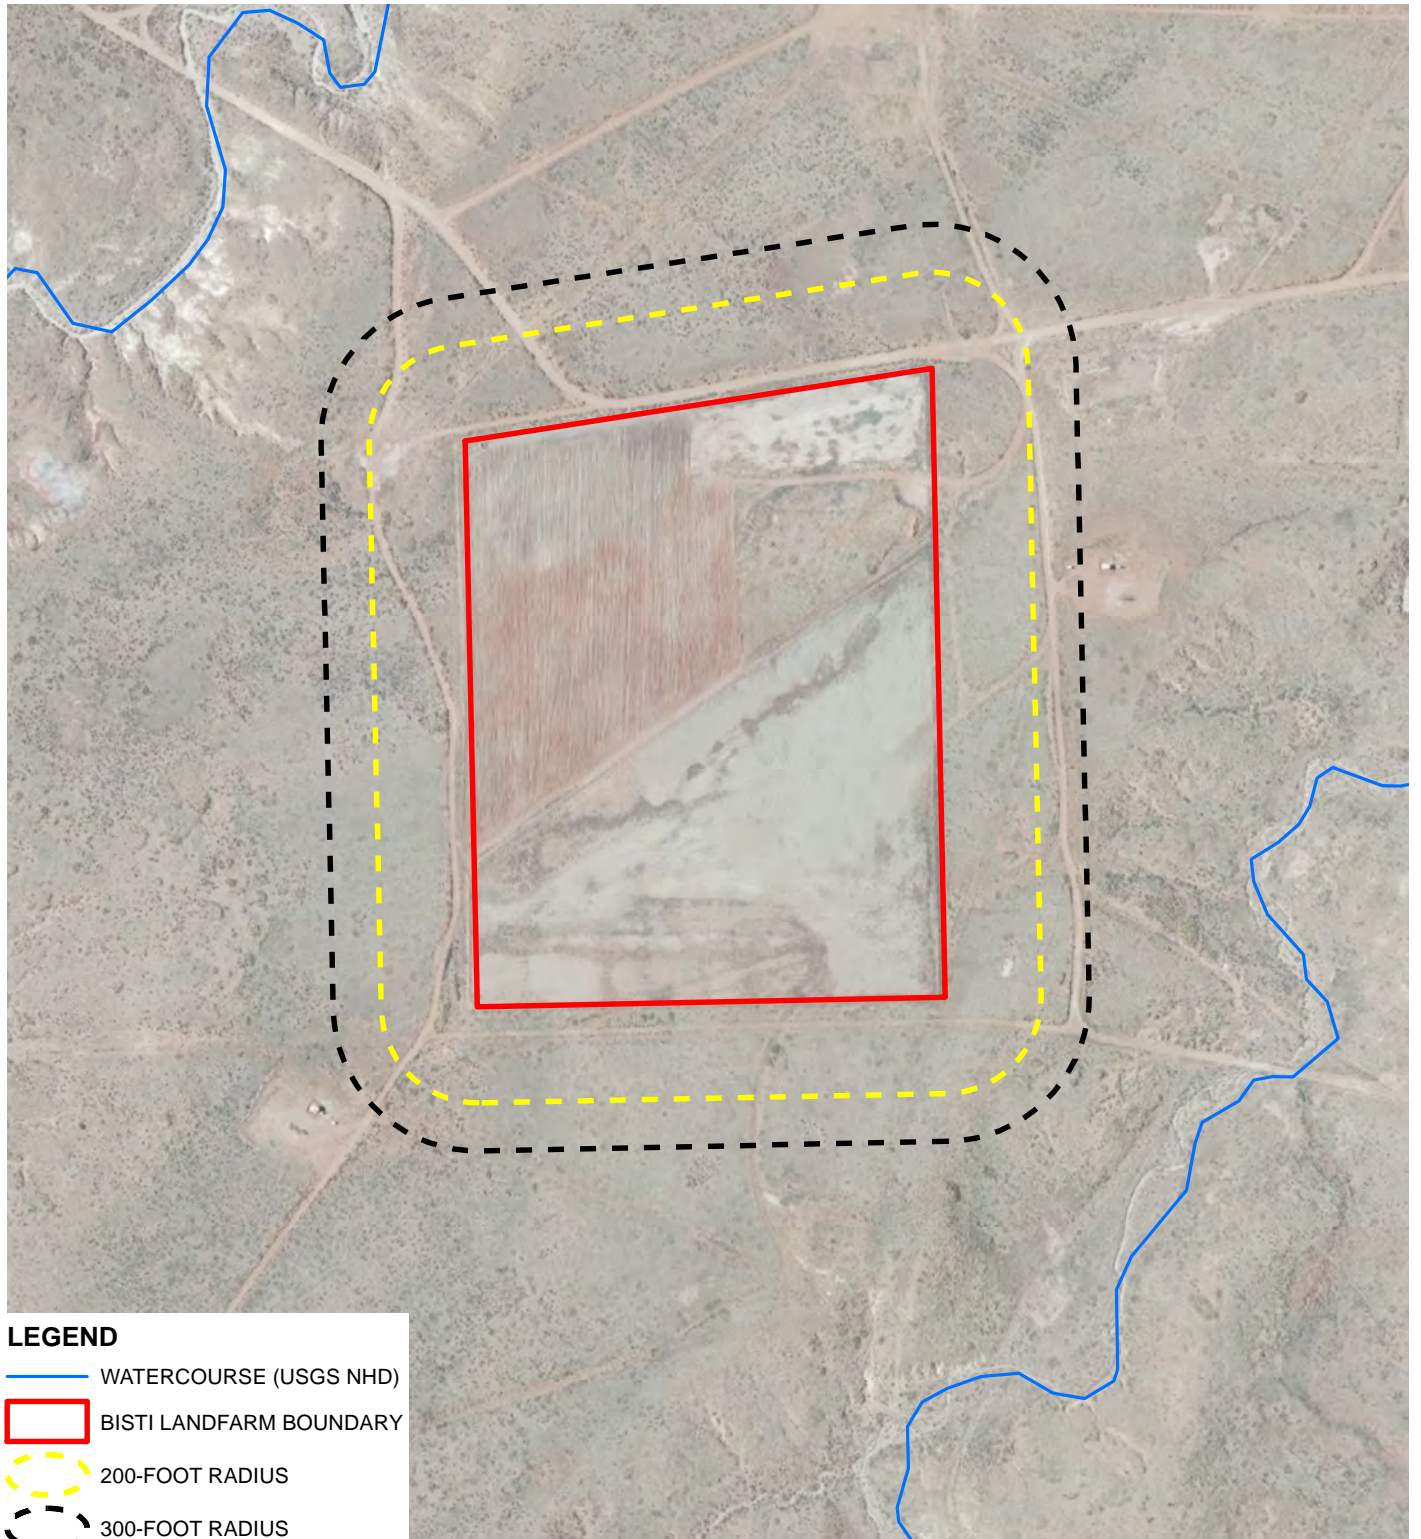 LEGEND
WATERCOURSE (USGS NHD)
BISTI LANDFARM BOUNDARY
200-FOOT RADIUS
300-FOOT RADIUS